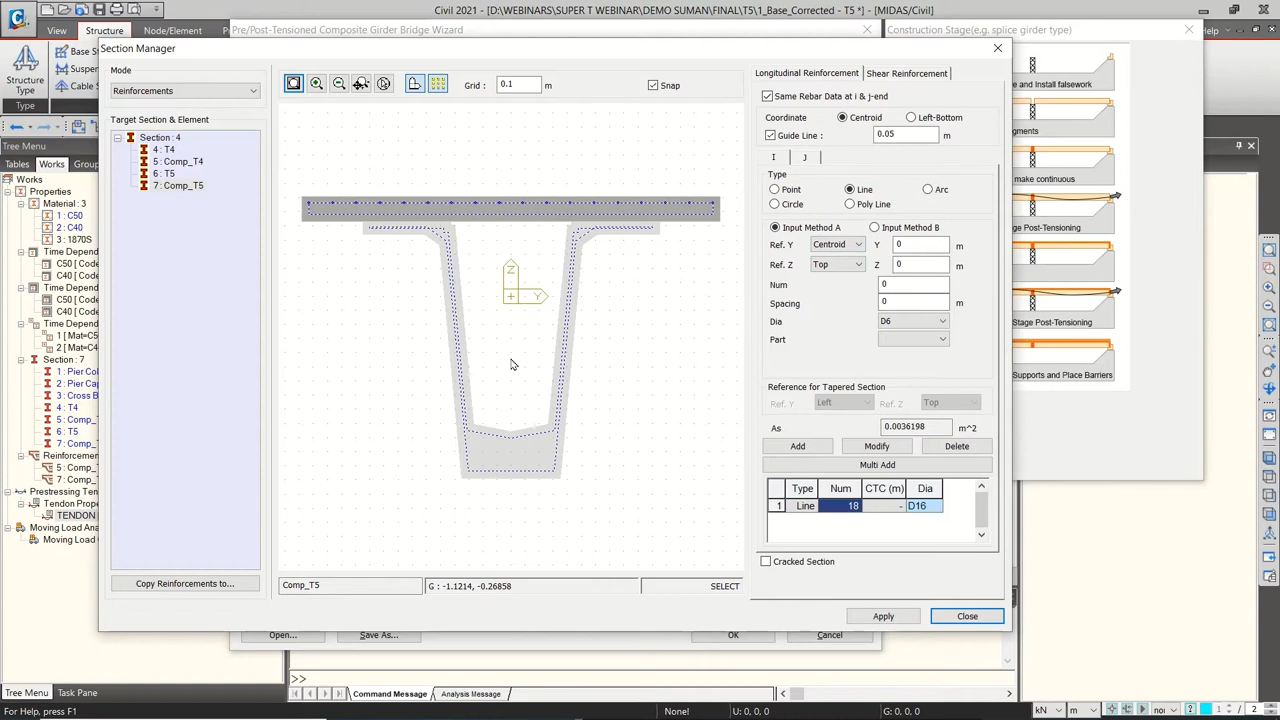 Civil 2021 - [D:\WEBINARS\SUPER T WEBINAR\DEMO SUMAN\FINAL\T5\1_Base_Corrected - T5 *] - [MIDAS/Civil]
View
Structure
Node/Element
Pre/Post-Tensioned Composite Girder Bridge Wizard
Construction Stage(e.g. splice girder type)
Help
Structure
Type
Base S
Suspen
Cable S
Type
Tree Menu
Tables
Works
Group
Works
Properties
Material : 3
1 : C50
2 : C40
3 : 1870S
Time Depend
C50 [ Code
C40 [ Code
Time Depende
C50 [ Code
C40 [ Code
Time Depende
1 [ Mat=C5
2 [ Mat=C4
Section : 7
1 : Pier Col
2 : Pier Cap
3 : Cross B
4 : T4
5 : Comp_
6 : T5
7 : Comp_
Reinforcemen
5 : Comp_T
7 : Comp_T
Prestressing Ten
Tendon Prope
TENDON
Moving Load Ana
Moving Load
Section Manager
Mode
Reinforcements
Target Section & Element
Section : 4
4 : T4
5 : Comp_T4
6 : T5
7 : Comp_T5
Copy Reinforcements to...
Grid :
0.1
m
Snap
Z
Y
Comp_T5
G : -1.1214, -0.26858
SELECT
Longitudinal Reinforcement
Shear Reinforcement
Same Rebar Data at i & j-end
Coordinate
Centroid
Left-Bottom
Guide Line :
0.05
m
I
J
Type
Point
Line
Arc
Circle
Poly Line
Input Method A
Input Method B
Ref. Y
Centroid
Y
0
m
Ref. Z
Top
Z
0
m
Num
0
Spacing
0
m
Dia
D6
Part
Reference for Tapered Section
Ref. Y
Left
Ref. Z
Top
As
0.0036198
m^2
Add
Modify
Delete
Multi Add
Type
Num
CTC (m)
Dia
1
Line
18
-
D16
Cracked Section
Apply
Close
e and Install falsework
gments
make continuous
e Post-Tensioning
Stage Post-Tensioning
Supports and Place Barriers
Open...
Save As...
OK
Cancel
>>
Tree Menu
Task Pane
Command Message
Analysis Message
For Help, press F1
None!
U: 0, 0, 0
G: 0, 0, 0
kN
m
noi
1
/ 2